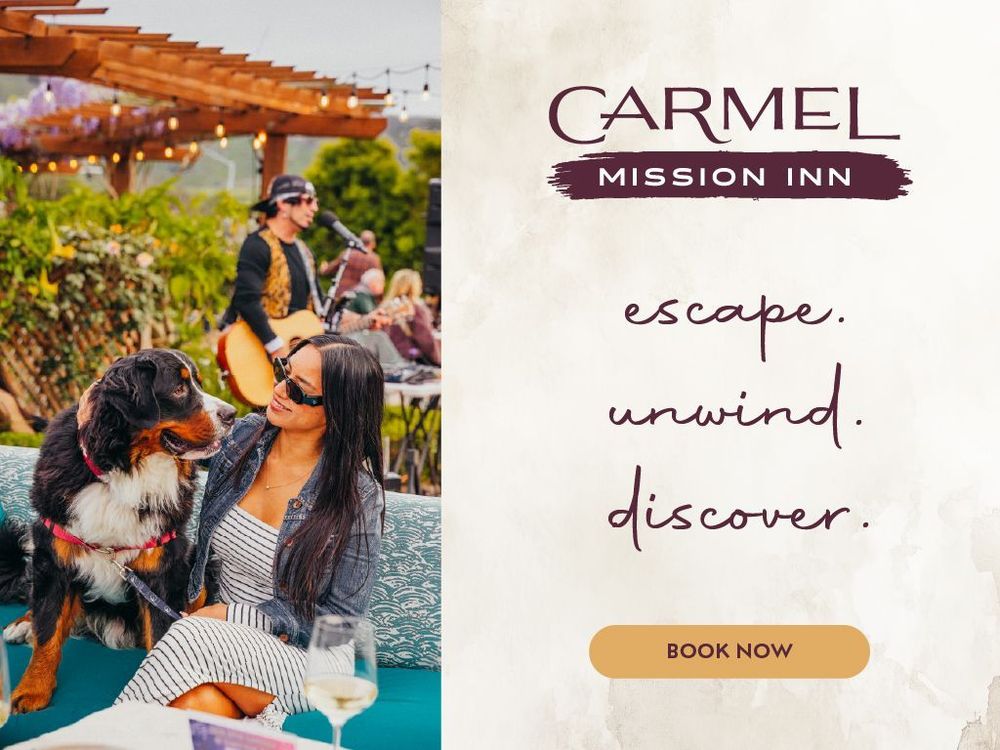 CARMEL
MISSION INN
escape.
unwind.
discover.
BOOK NOW